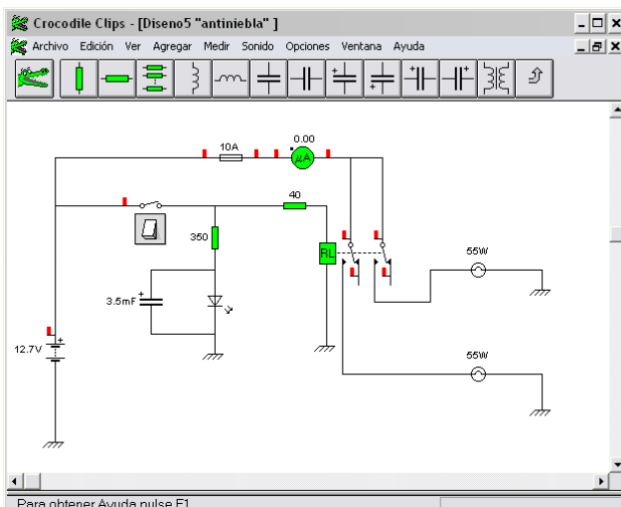 Crocodile Clips - [Diseno5 "antiniebla" ]
Archivo Edición Ver Agregar Medir Sonido Opciones Ventana Ayuda
0.00
10A
µA
40
350
RL
55W
3.5mF
12.7V
55W
Para obtener Ayuda pulse F1